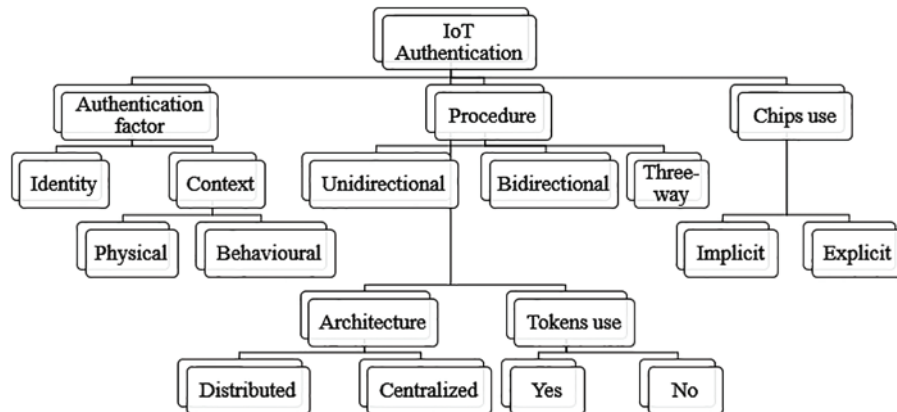 IoT
Authentication
Authentication
factor
Procedure
Chips use
Identity
Context
Unidirectional
Bidirectional
Three-
way
Physical
Behavioural
Implicit
Explicit
Architecture
Tokens use
Distributed
Centralized
Yes
No